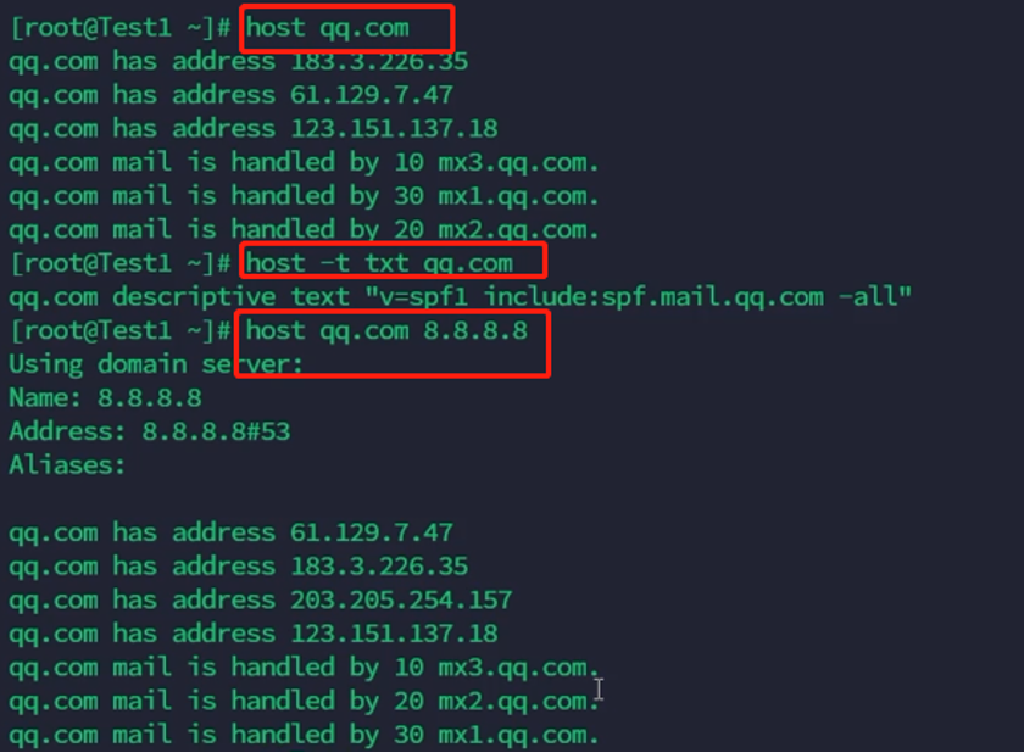 [root@Test1 ~]# host qq.com
qq.com has address 183.3.226.35
qq.com has address 61.129.7.47
qq.com has address 123.151.137.18
qq.com mail is handled by 10 mx3.qq.com.
qq.com mail is handled by 30 mx1.qq.com.
qq.com mail is handled by 20 mx2.qq.com.
[root@Test1 ~]# host -t txt qq.com
qq.com descriptive text "v=spf1 include:spf.mail.qq.com -all"
[root@Test1 ~]# host qq.com 8.8.8.8
Using domain server:
Name: 8.8.8.8
Address: 8.8.8.8#53
Aliases:

qq.com has address 61.129.7.47
qq.com has address 183.3.226.35
qq.com has address 203.205.254.157
qq.com has address 123.151.137.18
qq.com mail is handled by 10 mx3.qq.com.
qq.com mail is handled by 20 mx2.qq.com.
qq.com mail is handled by 30 mx1.qq.com.